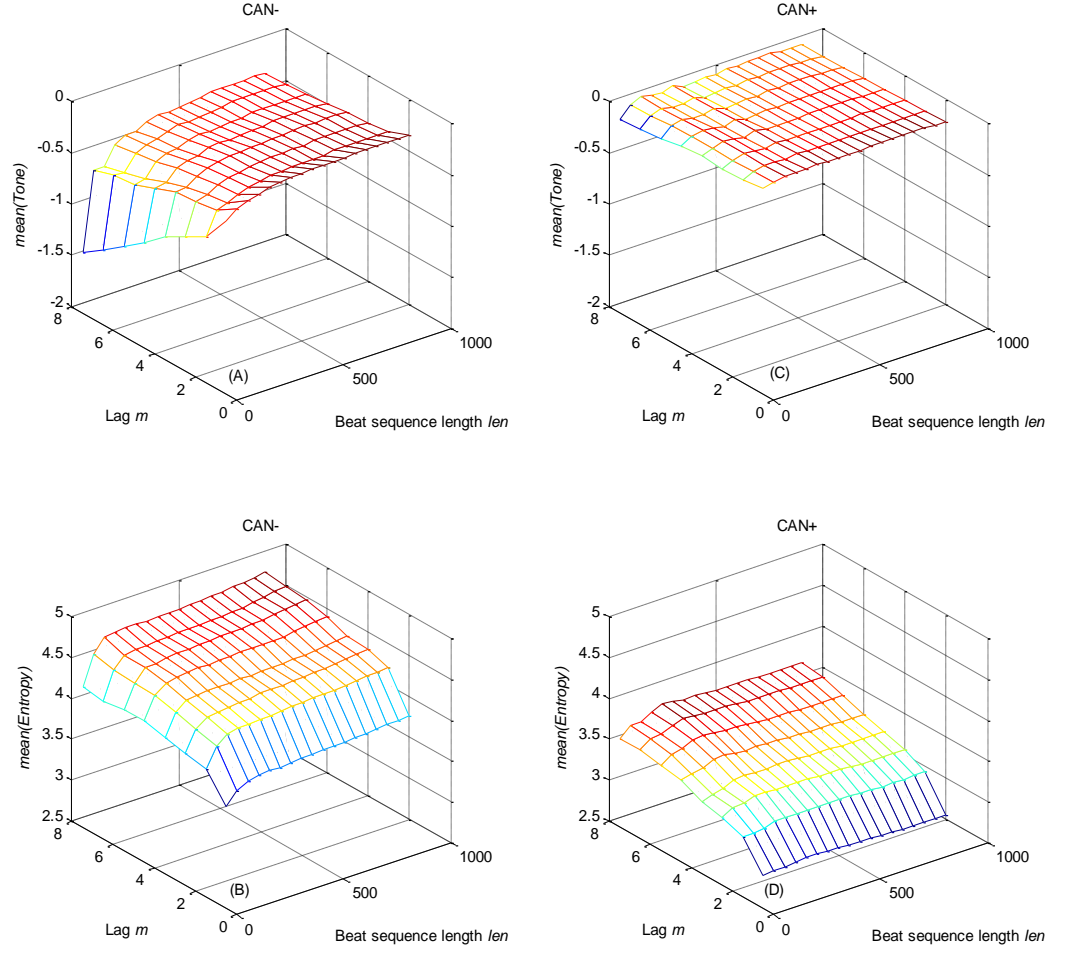 CAN-
0
-0.5
-1
-1.5
-2
mean(Tone)
8
6
4
2
0
Lag m
0
500
1000
Beat sequence length len
(A)
CAN+
0
-0.5
-1
-1.5
-2
mean(Tone)
8
6
4
2
0
Lag m
0
500
1000
Beat sequence length len
(C)
CAN-
5
4.5
4
3.5
3
2.5
mean(Entropy)
8
6
4
2
0
Lag m
0
500
1000
Beat sequence length len
(B)
CAN+
5
4.5
4
3.5
3
2.5
mean(Entropy)
8
6
4
2
0
Lag m
0
500
1000
Beat sequence length len
(D)